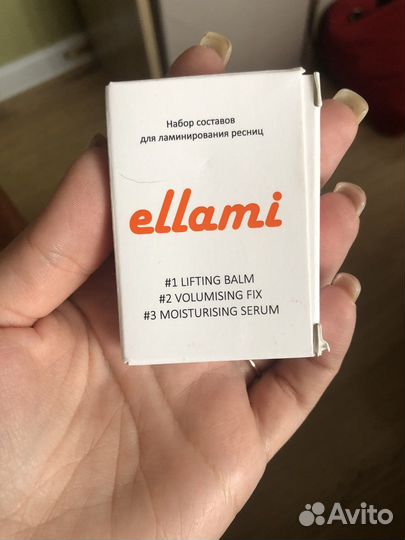 Набор составов
для ламинирования ресниц
ellami
#1 LIFTING BALM
#2 VOLUMISING FIX
#3 MOISTURISING SERUM
Avito